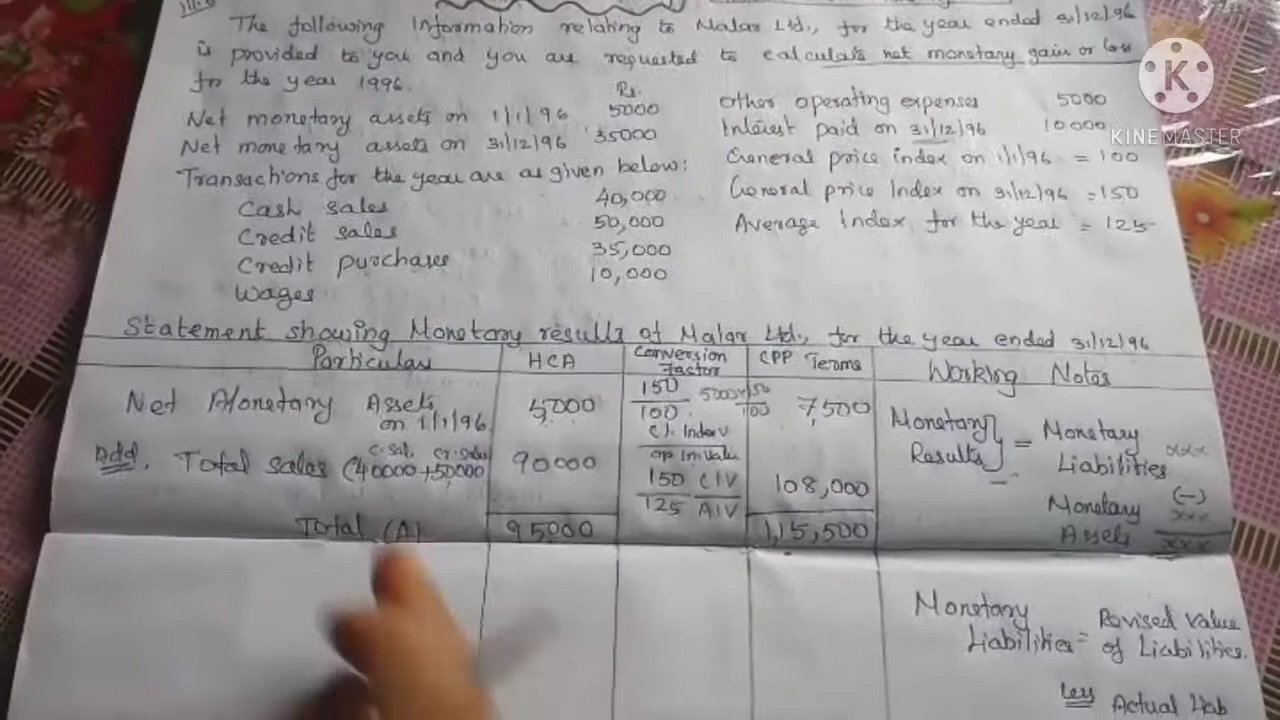 The following Information relating to Malar Ltd., for the year ended 31/12/96
is provided to you and you are requested to calculate net monetary gain or loss
for the year 1996.
Rs.
Net monetary assets on 1/1/96 5000
Net monetary assets on 31/12/96 35000
Transactions for the year are as given below:
Cash sales 40,000
Credit sales 50,000
Credit purchases 35,000
Wages 10,000
Other operating expenses 5000
Interest paid on 31/12/96 10000
General price index on 1/1/96 = 100
General price Index on 31/12/96 = 150
Average Index for the year = 125
K
KINEMASTER
Statement showing Monetary results of Malar Ltd., for the year ended 31/12/96
Particulars HCA Conversion Factor CPP Terms Working Notes
Net Monetary Assets on 1/1/96 5000 150/100 5000x150/100 7,500
Cl. Index V
Op In value
Add. Total sales (40000+50000 90000 150/125 CIV/AIV 108,000
c.sal. cr.sales
Total (A) 95000 1,15,500
Monetary Results } = Monetary Liabilities xxx
(-)
Monetary Assets xxx
xxx
Monetary Liabilities = Revised value of Liabilities.
Less Actual Liab